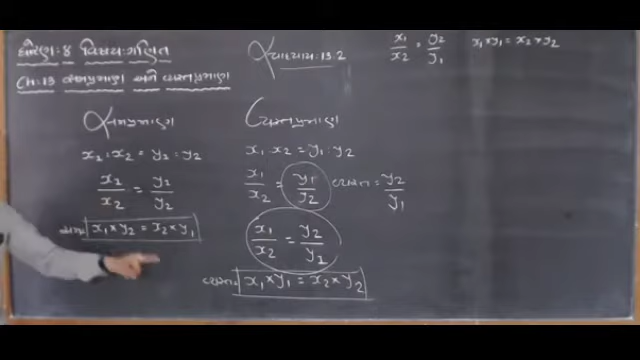 ધોરણ:8 વિષય:ગણિત
CH:13 સમપ્રમાણ અને વ્યસ્તપ્રમાણ
સ્વાધ્યાય:13.2
x₁/x₂ = y₂/y₁ x₁×y₁ = x₂×y₂
સમપ્રમાણ
x₁:x₂ = y₁:y₂
x₁/x₂ = y₁/y₂
સમ: x₁×y₂ = x₂×y₁
વ્યસ્તપ્રમાણ
x₁:x₂ = y₁:y₂
x₁/x₂ = y₁/y₂ વ્યસ્ત = y₂/y₁
x₁/x₂ = y₂/y₁
વ્યસ્ત: x₁×y₁ = x₂×y₂